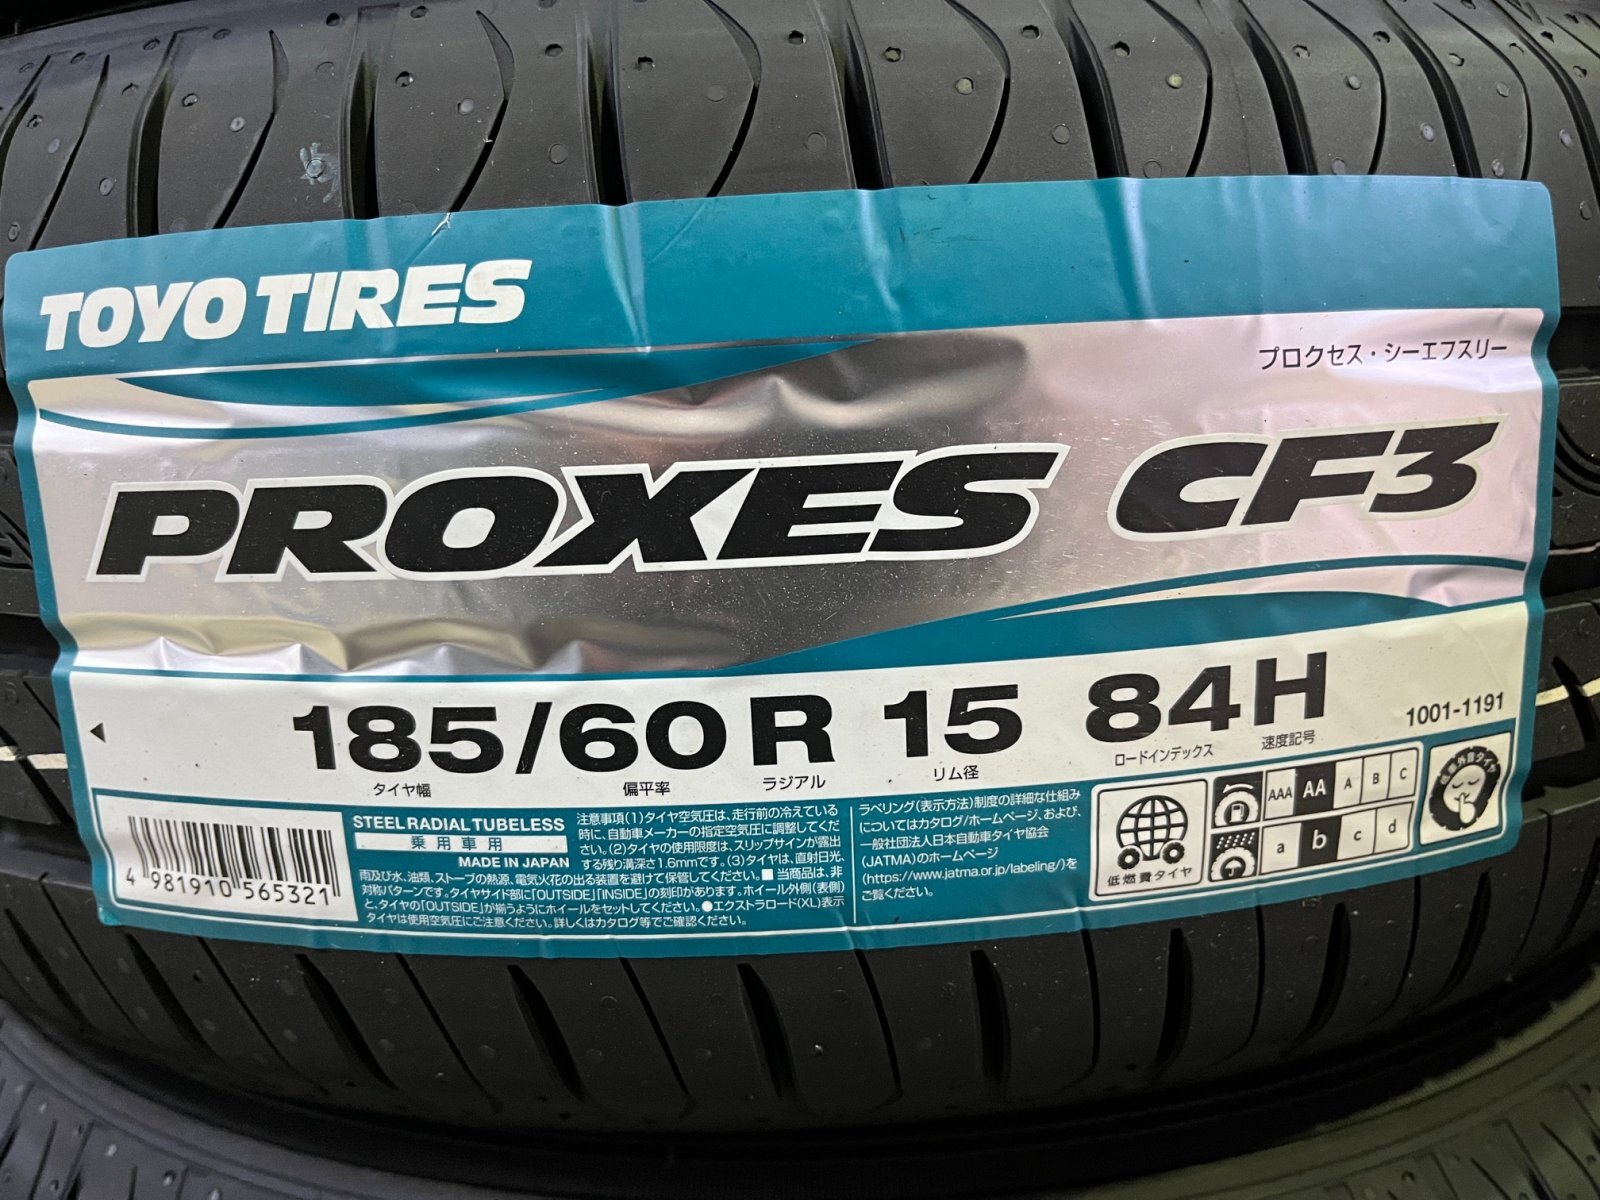 TOYO TIRES
プロクセス・シーエフスリー
PROXES CF3
185/60 R 15 84H
タイヤ幅 偏平率 ラジアル リム径 ロードインデックス 速度記号
1001-1191
STEEL RADIAL TUBELESS
乗用車用
MADE IN JAPAN
4 981910 565321
注意事項(1)タイヤ空気圧は、走行前の冷えている
時に、自動車メーカーの指定空気圧に調整してくだ
さい。(2)タイヤの使用限度は、スリップサインが露出
する残り溝深さ1.6mmです。(3)タイヤは、直射日光、
雨及び水、油類、ストーブの熱源、電気火花の出る装置を避けて保管してください。■当商品は、非
対称パターンです。タイヤサイド部に「OUTSIDE」「INSIDE」の刻印があります。ホイール外側(表側)
と、タイヤの「OUTSIDE」が揃うようにホイールをセットしてください。●エクストラロード(XL)表示
タイヤは使用空気圧にご注意ください。詳しくはカタログ等でご確認ください。
ラベリング(表示方法)制度の詳細な仕組み
についてはカタログ/ホームページ、および、
一般社団法人日本自動車タイヤ協会
(JATMA)のホームページ
(https://www.jatma.or.jp/labeling/)を
ご覧ください。
低燃費タイヤ
AAA AA A B C
a b c d